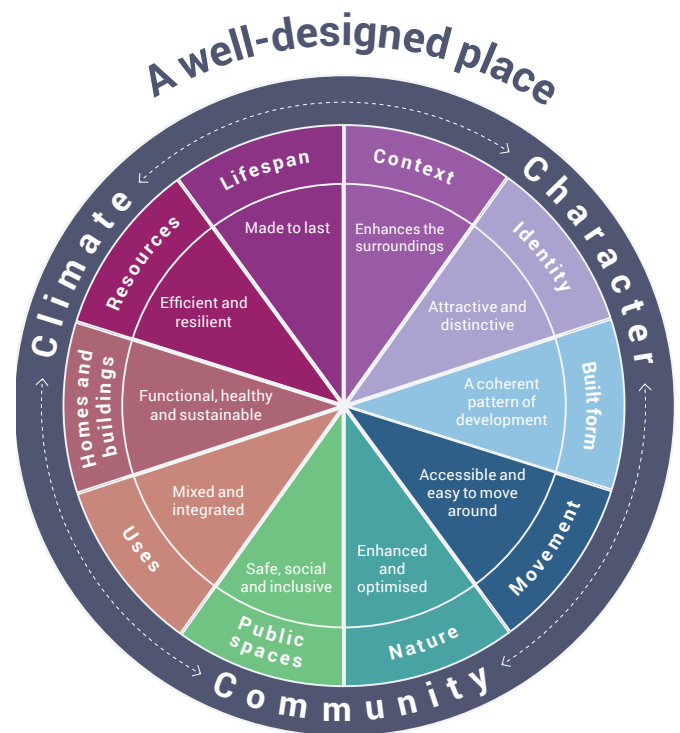 A well-designed place
Climate
Character
Community
Context
Enhances the
surroundings
Identity
Attractive and
distinctive
Built form
A coherent
pattern of
development
Movement
Accessible and
easy to move
around
Nature
Enhanced
and
optimised
Public
spaces
Safe, social
and inclusive
Uses
Mixed and
integrated
Homes and
buildings
Functional, healthy
and sustainable
Resources
Efficient and
resilient
Lifespan
Made to last